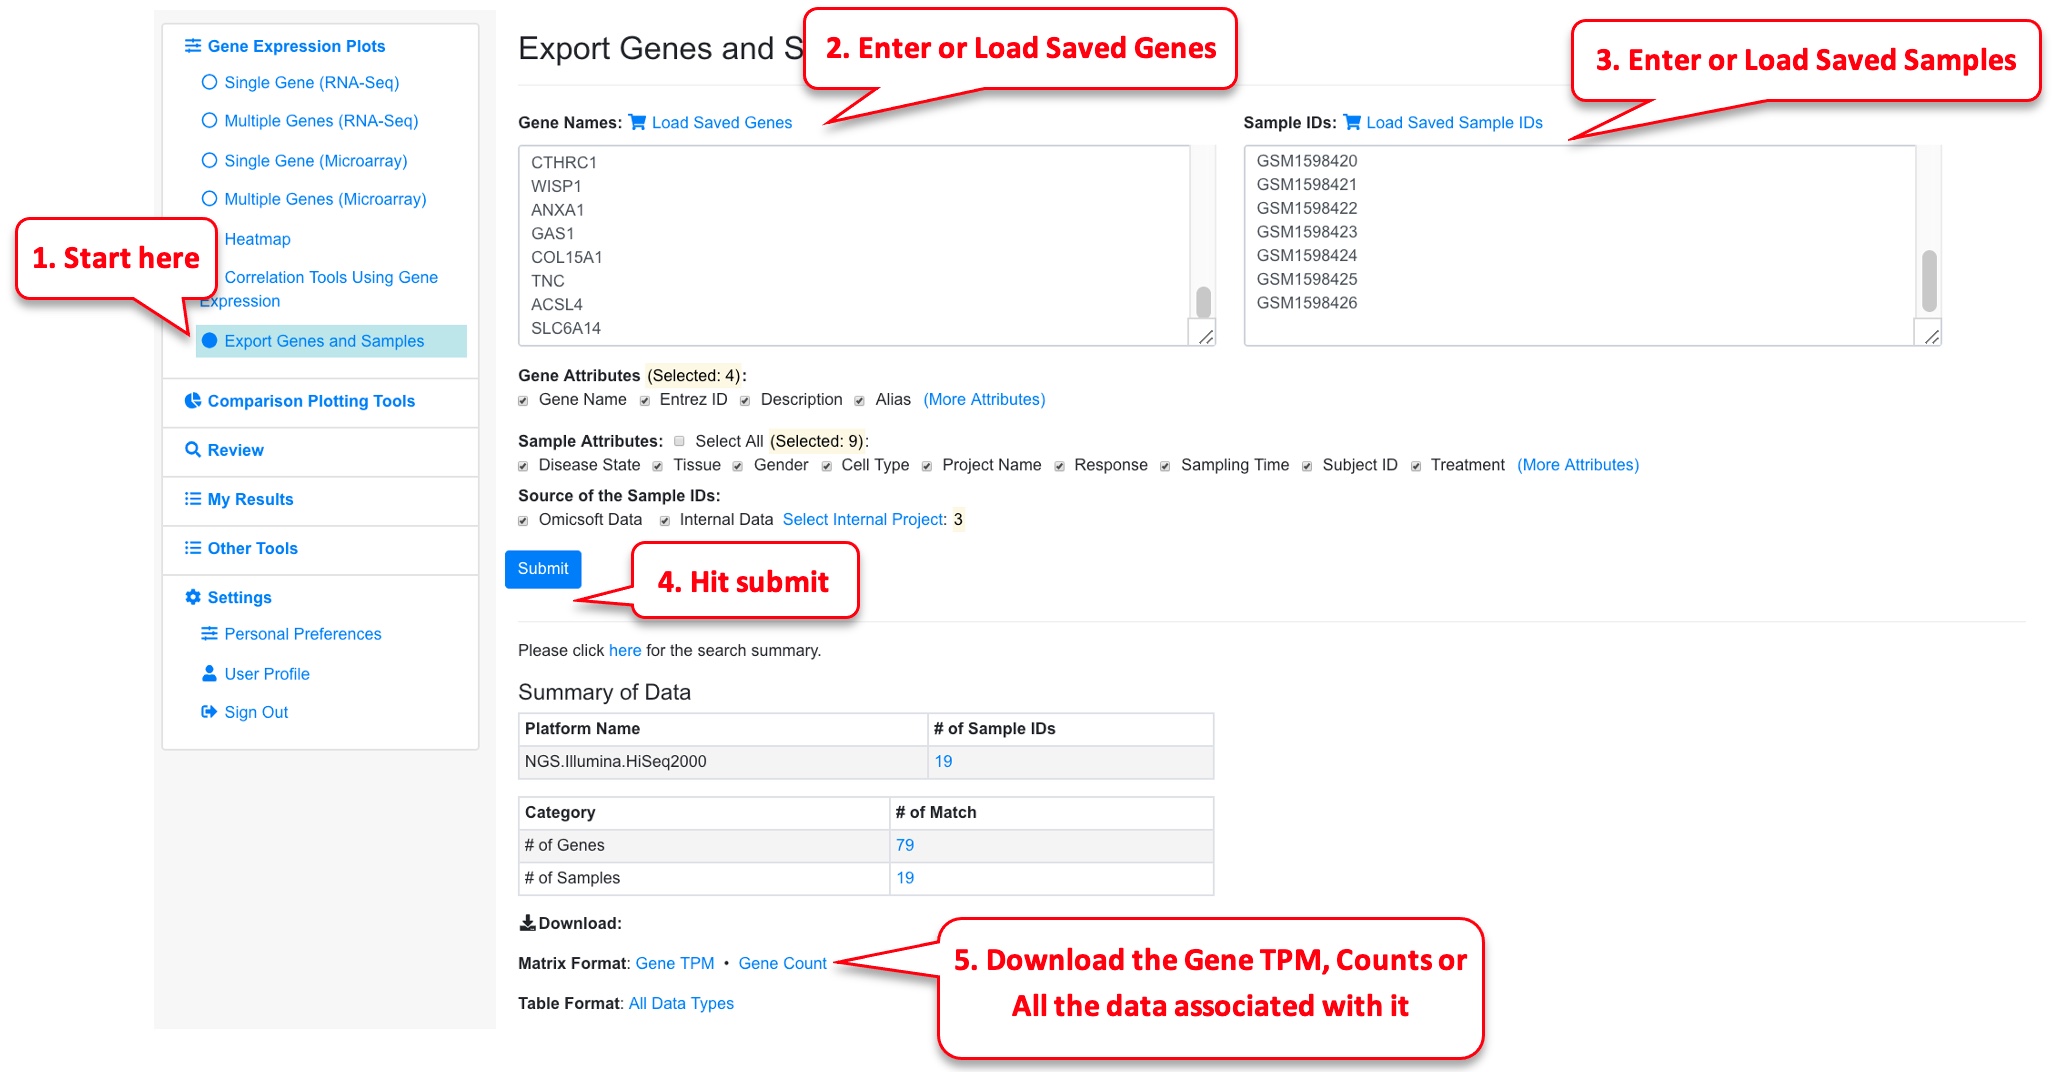 Gene Expression Plots
Single Gene (RNA-Seq)
Multiple Genes (RNA-Seq)
Single Gene (Microarray)
Multiple Genes (Microarray)
Heatmap
Correlation Tools Using Gene
Expression
Export Genes and Samples
1. Start here
Comparison Plotting Tools
Review
My Results
Other Tools
Settings
Personal Preferences
User Profile
Sign Out
Export Genes and S
2. Enter or Load Saved Genes
3. Enter or Load Saved Samples
Gene Names: Load Saved Genes
CTHRC1
WISP1
ANXA1
GAS1
COL15A1
TNC
ACSL4
SLC6A14
Sample IDs: Load Saved Sample IDs
GSM1598420
GSM1598421
GSM1598422
GSM1598423
GSM1598424
GSM1598425
GSM1598426
Gene Attributes (Selected: 4):
Gene Name Entrez ID Description Alias (More Attributes)
Sample Attributes: Select All (Selected: 9):
Disease State Tissue Gender Cell Type Project Name Response Sampling Time Subject ID Treatment (More Attributes)
Source of the Sample IDs:
Omicsoft Data Internal Data Select Internal Project: 3
Submit
4. Hit submit
Please click here for the search summary.
Summary of Data
Platform Name # of Sample IDs
NGS.Illumina.HiSeq2000 19
Category # of Match
# of Genes 79
# of Samples 19
Download:
Matrix Format: Gene TPM • Gene Count
Table Format: All Data Types
5. Download the Gene TPM, Counts or
All the data associated with it